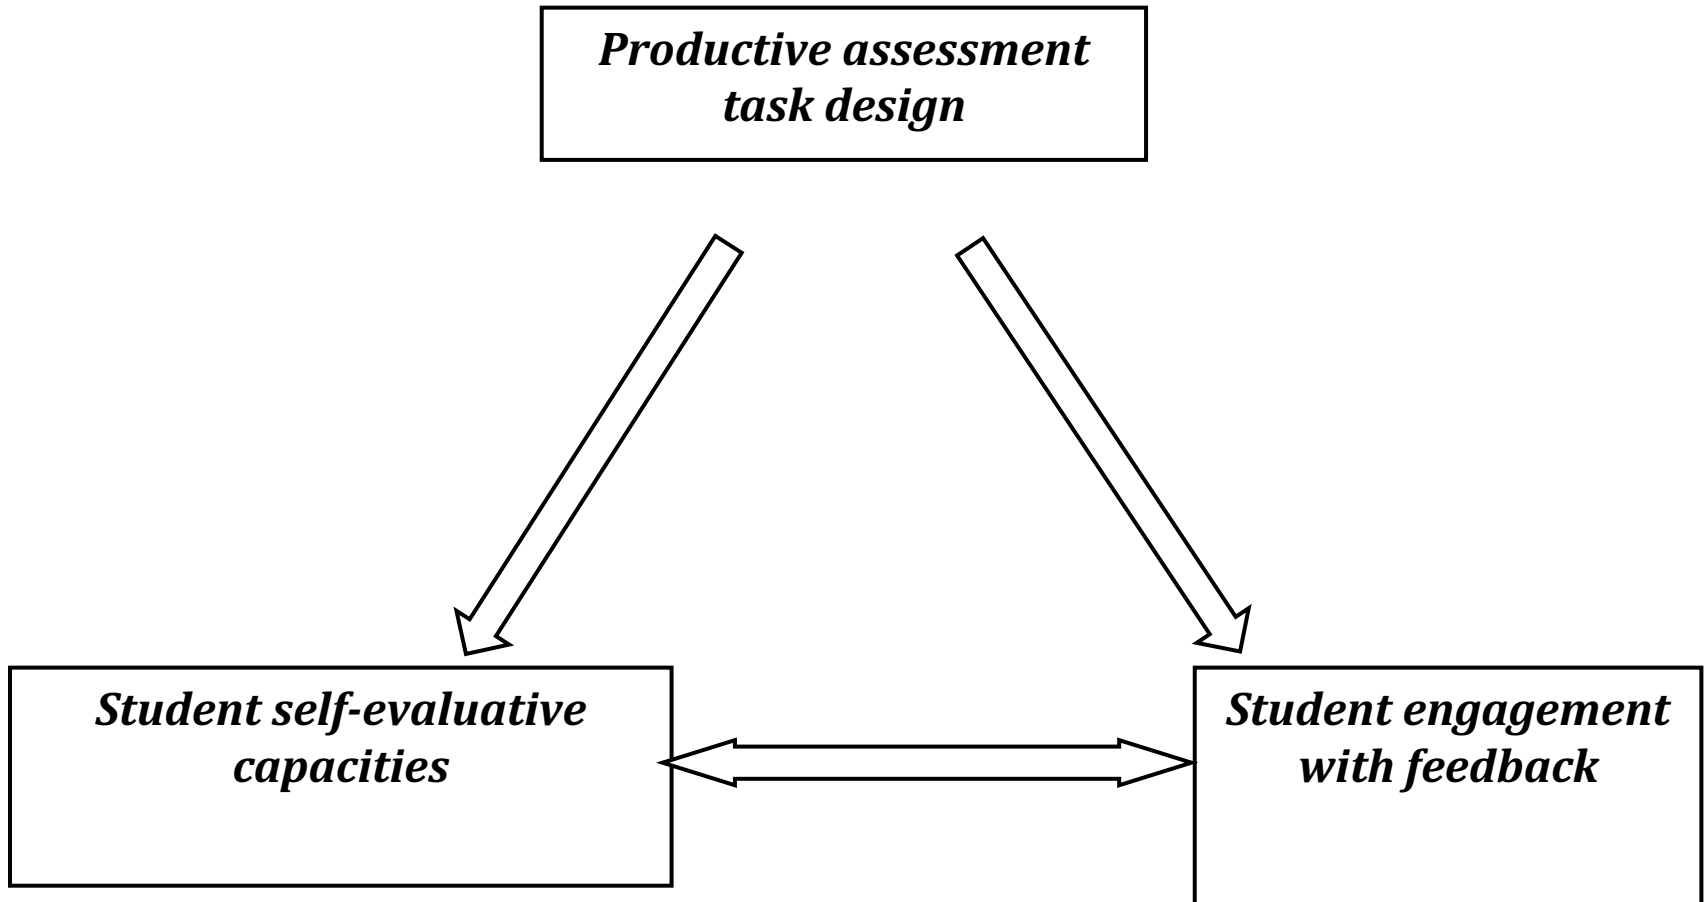 Productive assessment
task design
Student self-evaluative
capacities
Student engagement
with feedback